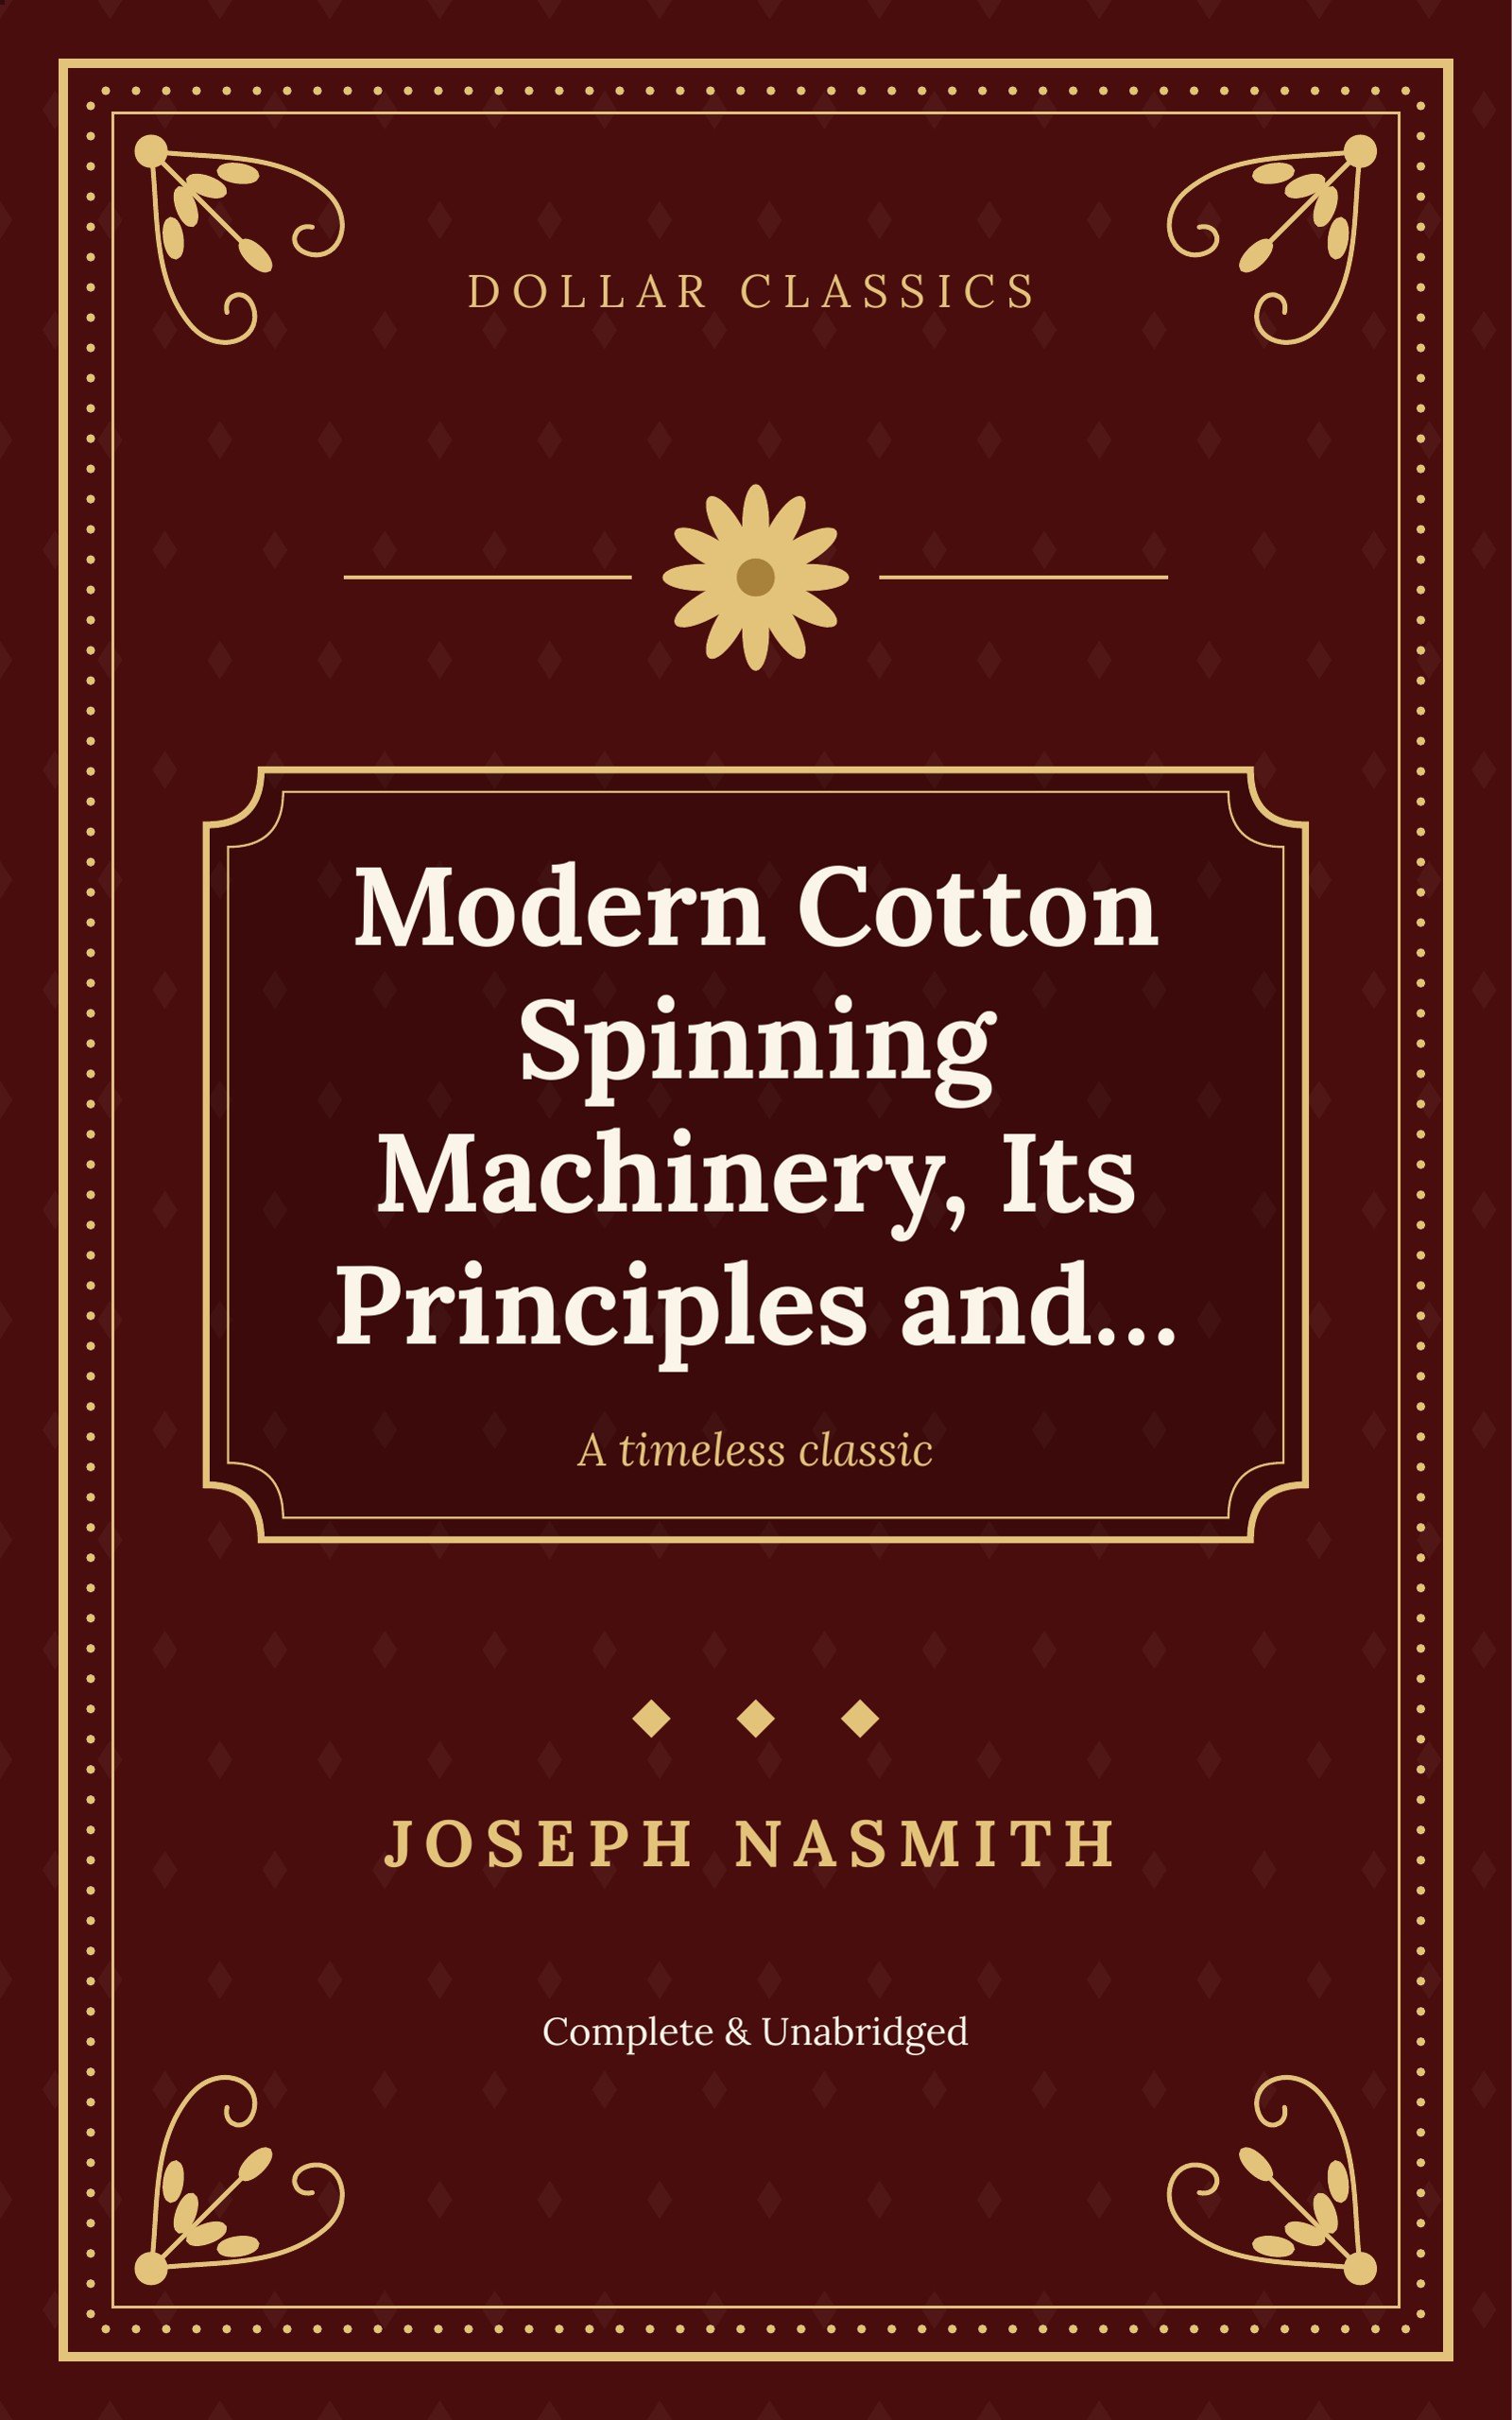 DOLLAR CLASSICS
Modern Cotton
Spinning
Machinery, Its
Principles and...
A timeless classic
JOSEPH NASMITH
Complete & Unabridged